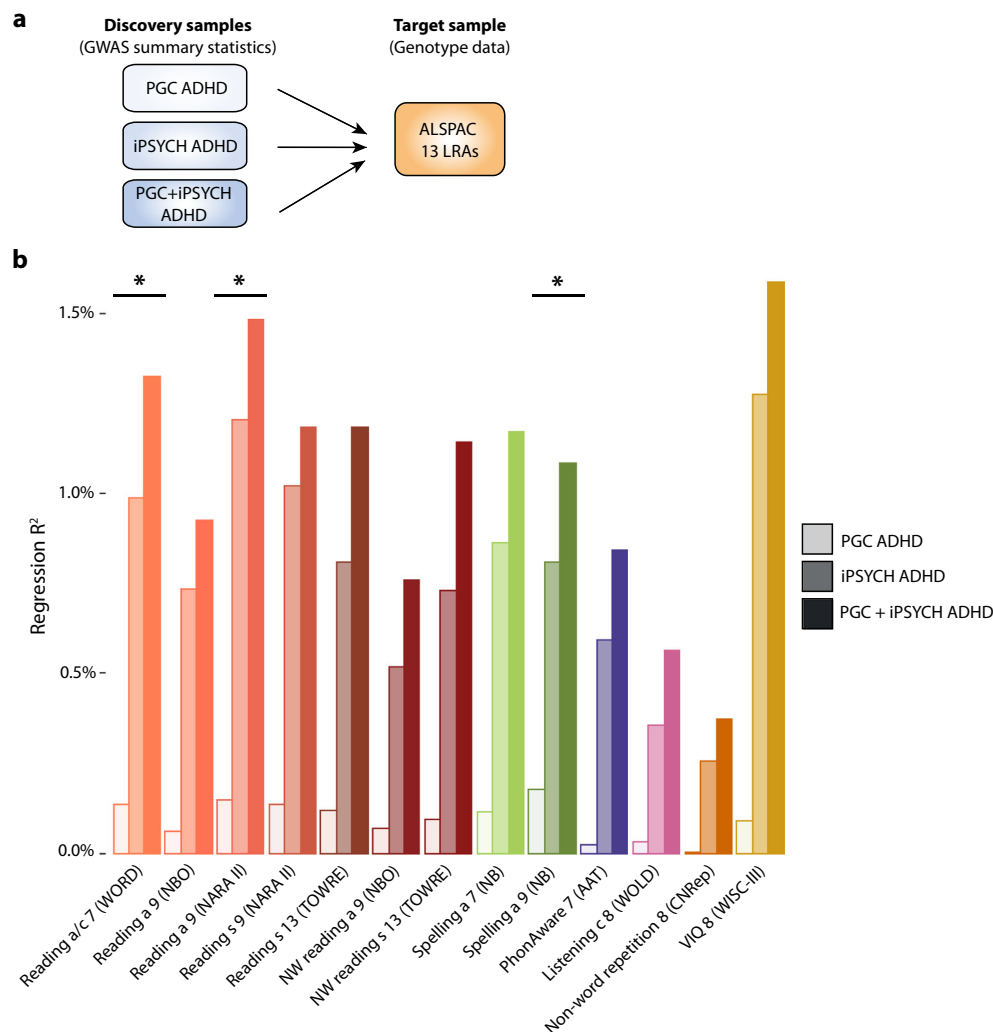 a
Discovery samples
(GWAS summary statistics)
Target sample
(Genotype data)
PGC ADHD
iPSYCH ADHD
PGC+iPSYCH
ADHD
ALSPAC
13 LRAs
b
*
*
*
1.5%
1.0%
0.5%
0.0%
Regression R²
PGC ADHD
iPSYCH ADHD
PGC + iPSYCH ADHD
Reading a/c 7 (WORD)
Reading a 9 (NBO)
Reading a 9 (NARA II)
Reading s 9 (NARA II)
Reading s 13 (TOWRE)
NW reading a 9 (NBO)
NW reading s 13 (TOWRE)
Spelling a 7 (NB)
Spelling a 9 (NB)
PhonAware 7 (AAT)
Listening c 8 (WOLD)
Non-word repetition 8 (CNRep)
VIQ 8 (WISC-III)